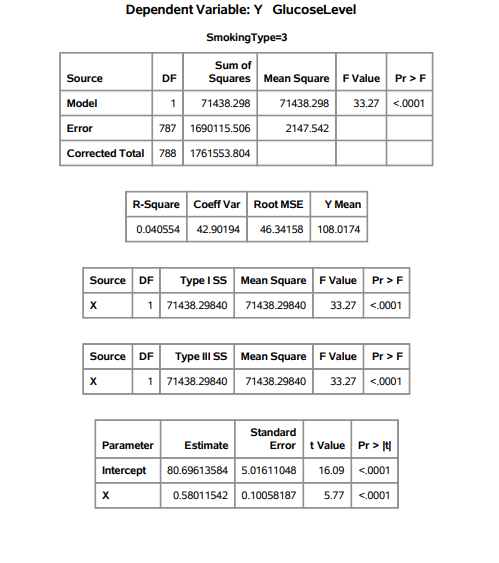 Dependent Variable: Y GlucoseLevel
SmokingType=3
Source DF Sum of Squares Mean Square F Value Pr > F
Model 1 71438.298 71438.298 33.27 <.0001
Error 787 1690115.506 2147.542
Corrected Total 788 1761553.804
R-Square Coeff Var Root MSE Y Mean
0.040554 42.90194 46.34158 108.0174
Source DF Type I SS Mean Square F Value Pr > F
X 1 71438.29840 71438.29840 33.27 <.0001
Source DF Type III SS Mean Square F Value Pr > F
X 1 71438.29840 71438.29840 33.27 <.0001
Parameter Estimate Standard Error t Value Pr > |t|
Intercept 80.69613584 5.01611048 16.09 <.0001
X 0.58011542 0.10058187 5.77 <.0001